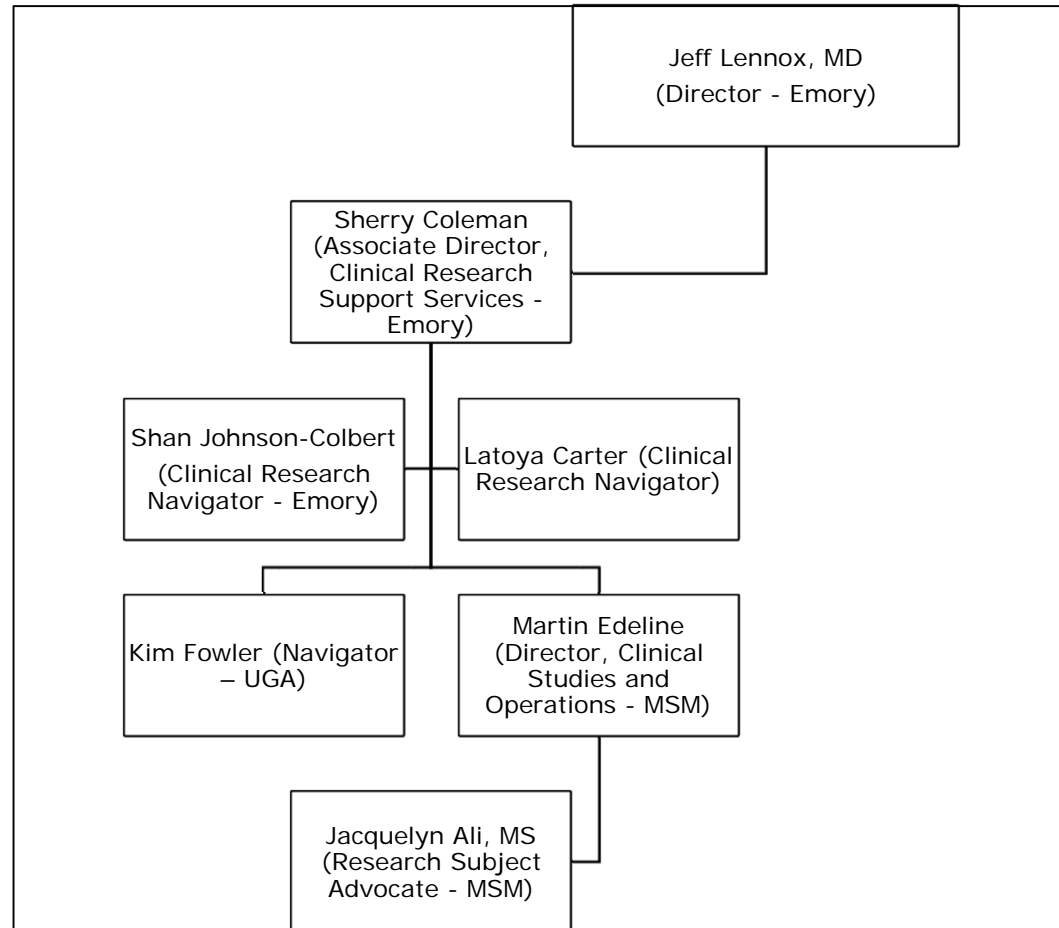 Jeff Lennox, MD
(Director - Emory)
Sherry Coleman
(Associate Director,
Clinical Research
Support Services -
Emory)
Shan Johnson-Colbert
(Clinical Research
Navigator - Emory)
Latoya Carter (Clinical
Research Navigator)
Kim Fowler (Navigator
– UGA)
Martin Edeline
(Director, Clinical
Studies and
Operations - MSM)
Jacquelyn Ali, MS
(Research Subject
Advocate - MSM)